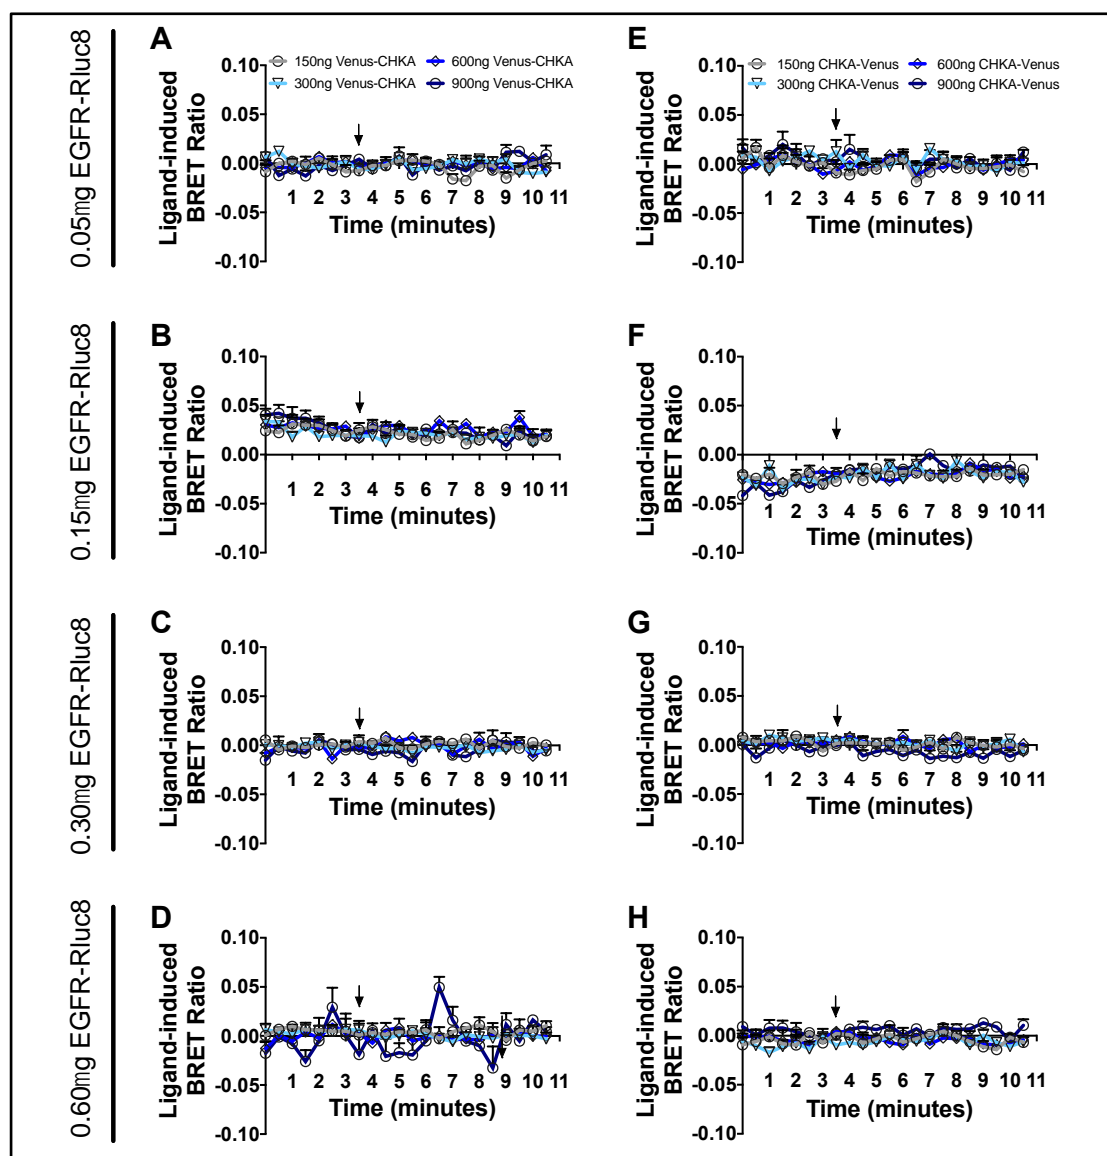 0.05ng EGFR-Rluc8
A
150ng Venus-CHKA
600ng Venus-CHKA
300ng Venus-CHKA
900ng Venus-CHKA
Ligand-induced
BRET Ratio
0.10
0.05
0.00
-0.05
-0.10
1 2 3 4 5 6 7 8 9 10 11
Time (minutes)
E
150ng CHKA-Venus
600ng CHKA-Venus
300ng CHKA-Venus
900ng CHKA-Venus
Ligand-induced
BRET Ratio
0.10
0.05
0.00
-0.05
-0.10
1 2 3 4 5 6 7 8 9 10 11
Time (minutes)
0.15ng EGFR-Rluc8
B
Ligand-induced
BRET Ratio
0.10
0.05
0.00
-0.05
-0.10
1 2 3 4 5 6 7 8 9 10 11
Time (minutes)
F
Ligand-induced
BRET Ratio
0.10
0.05
0.00
-0.05
-0.10
1 2 3 4 5 6 7 8 9 10 11
Time (minutes)
0.30ng EGFR-Rluc8
C
Ligand-induced
BRET Ratio
0.10
0.05
0.00
-0.05
-0.10
1 2 3 4 5 6 7 8 9 10 11
Time (minutes)
G
Ligand-induced
BRET Ratio
0.10
0.05
0.00
-0.05
-0.10
1 2 3 4 5 6 7 8 9 10 11
Time (minutes)
0.60ng EGFR-Rluc8
D
Ligand-induced
BRET Ratio
0.10
0.05
0.00
-0.05
-0.10
1 2 3 4 5 6 7 8 9 10 11
Time (minutes)
H
Ligand-induced
BRET Ratio
0.10
0.05
0.00
-0.05
-0.10
1 2 3 4 5 6 7 8 9 10 11
Time (minutes)